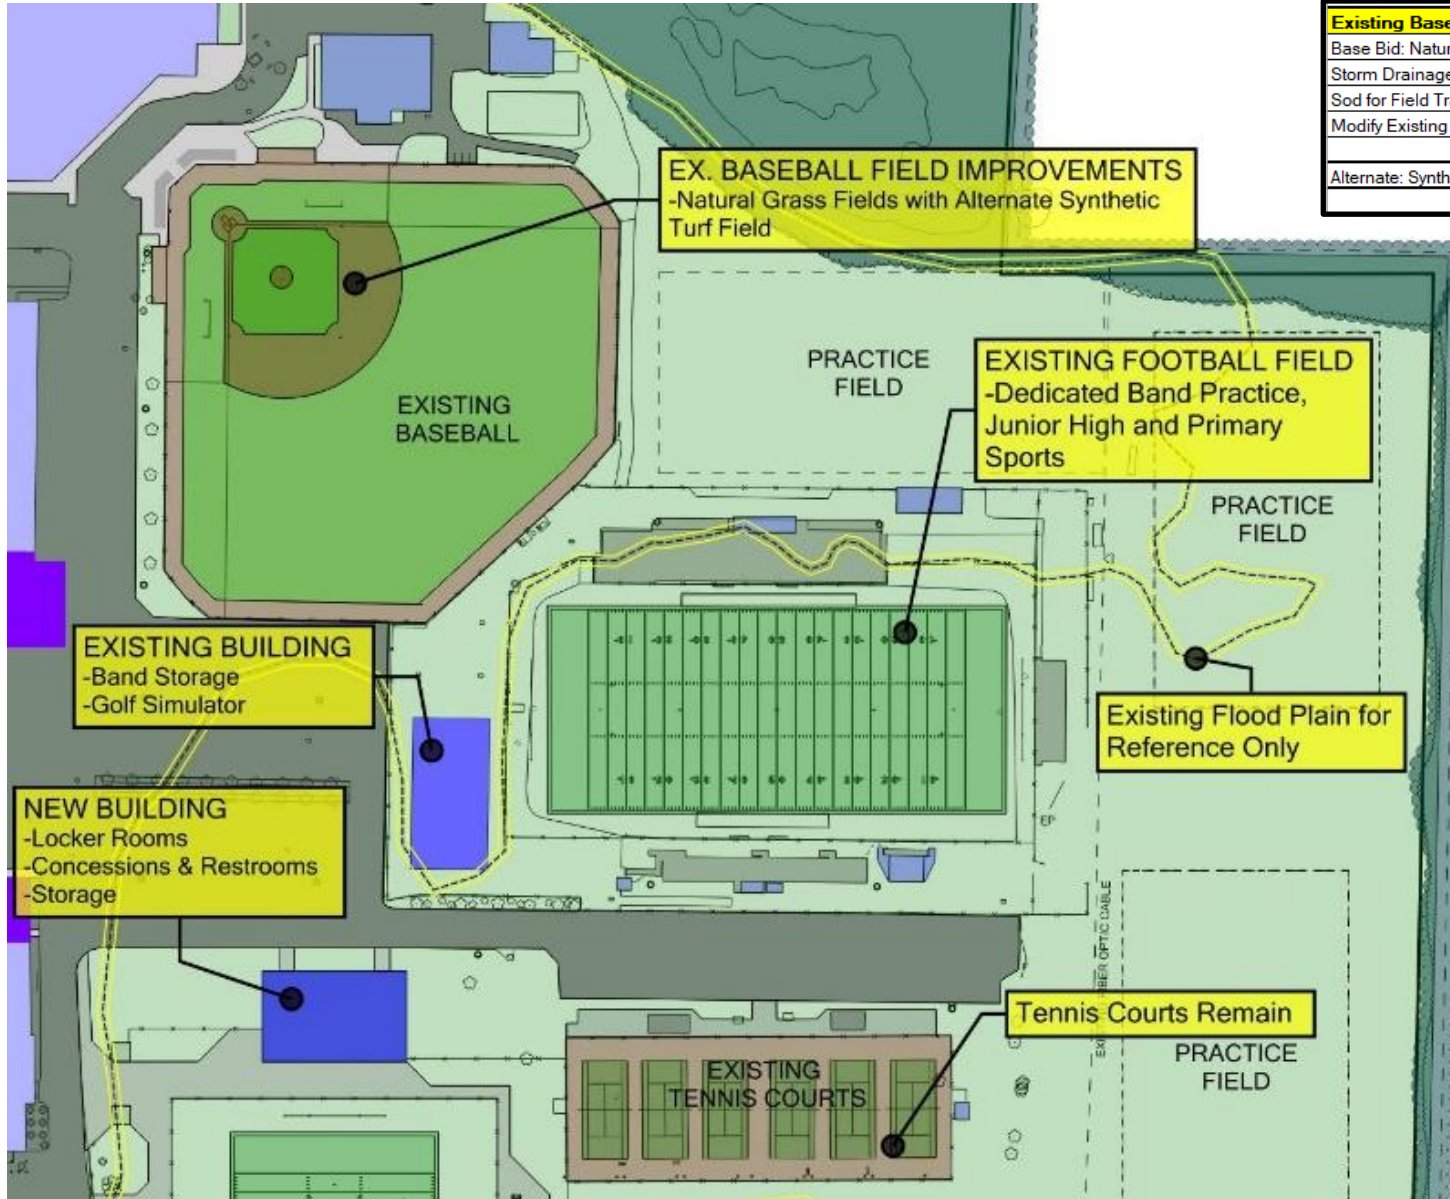 Existing Base
Base Bid: Natur
Storm Drainage
Sod for Field Tr
Modify Existing
Alternate: Synth
EX. BASEBALL FIELD IMPROVEMENTS
-Natural Grass Fields with Alternate Synthetic
Turf Field
PRACTICE
FIELD
EXISTING FOOTBALL FIELD
-Dedicated Band Practice,
Junior High and Primary
Sports
EXISTING
BASEBALL
PRACTICE
FIELD
EXISTING BUILDING
-Band Storage
-Golf Simulator
Existing Flood Plain for
Reference Only
NEW BUILDING
-Locker Rooms
-Concessions & Restrooms
-Storage
EP
OPTIC CABLE
Tennis Courts Remain
PRACTICE
FIELD
EXISTING
TENNIS COURTS